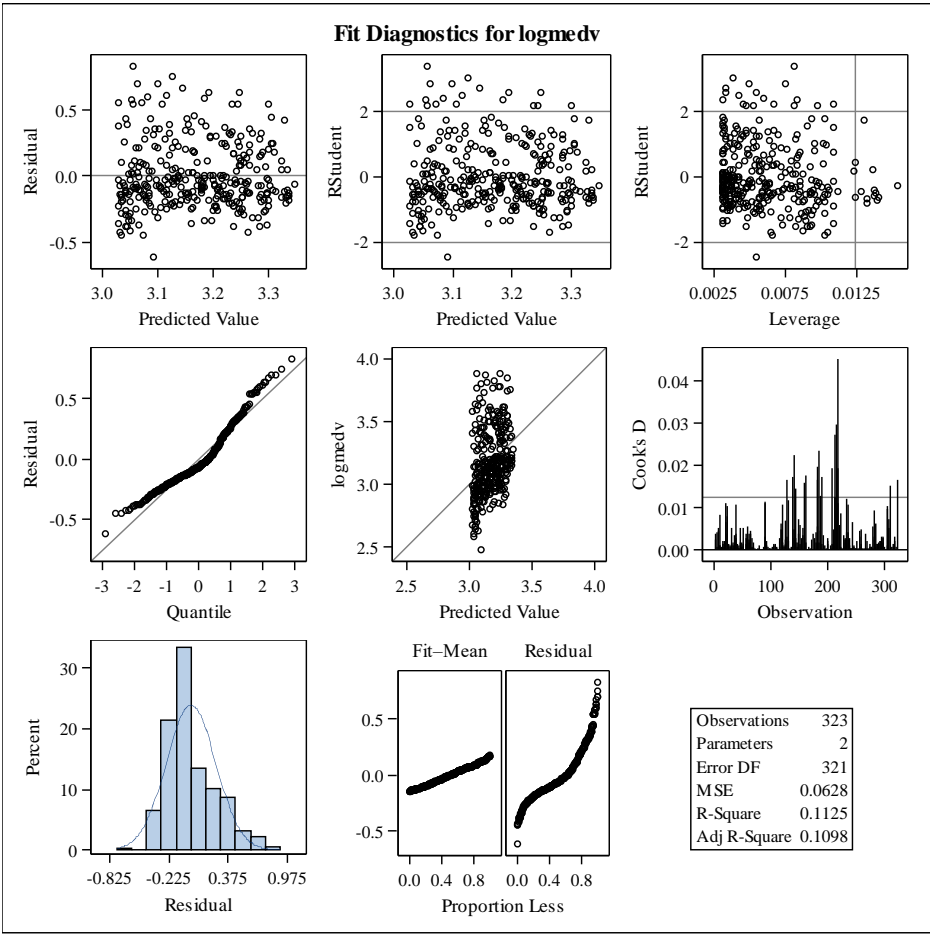 Fit Diagnostics for logmedv
Residual
0.5
0.0
-0.5
3.0 3.1 3.2 3.3
Predicted Value
RStudent
2
0
-2
3.0 3.1 3.2 3.3
Predicted Value
RStudent
2
0
-2
0.0025 0.0075 0.0125
Leverage
Residual
0.5
0.0
-0.5
-3 -2 -1 0 1 2 3
Quantile
logmedv
4.0
3.5
3.0
2.5
2.5 3.0 3.5 4.0
Predicted Value
Cook's D
0.04
0.03
0.02
0.01
0.00
0 100 200 300
Observation
Percent
30
20
10
0
-0.825 -0.225 0.375 0.975
Residual
Fit–Mean Residual
0.5
0.0
-0.5
0.0 0.4 0.8 0.0 0.4 0.8
Proportion Less
Observations 323
Parameters 2
Error DF 321
MSE 0.0628
R-Square 0.1125
Adj R-Square 0.1098